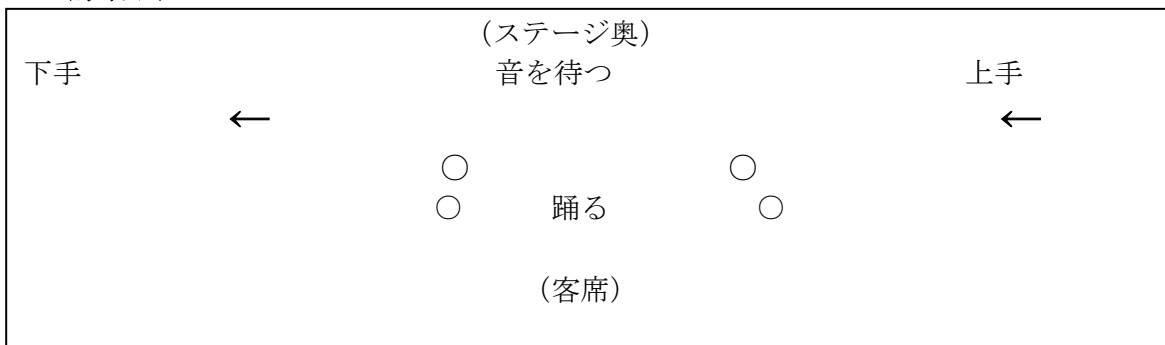 (ステージ奥)
下手 音を待つ 上手
← ←
○ ○
○ 踊る ○
(客席)